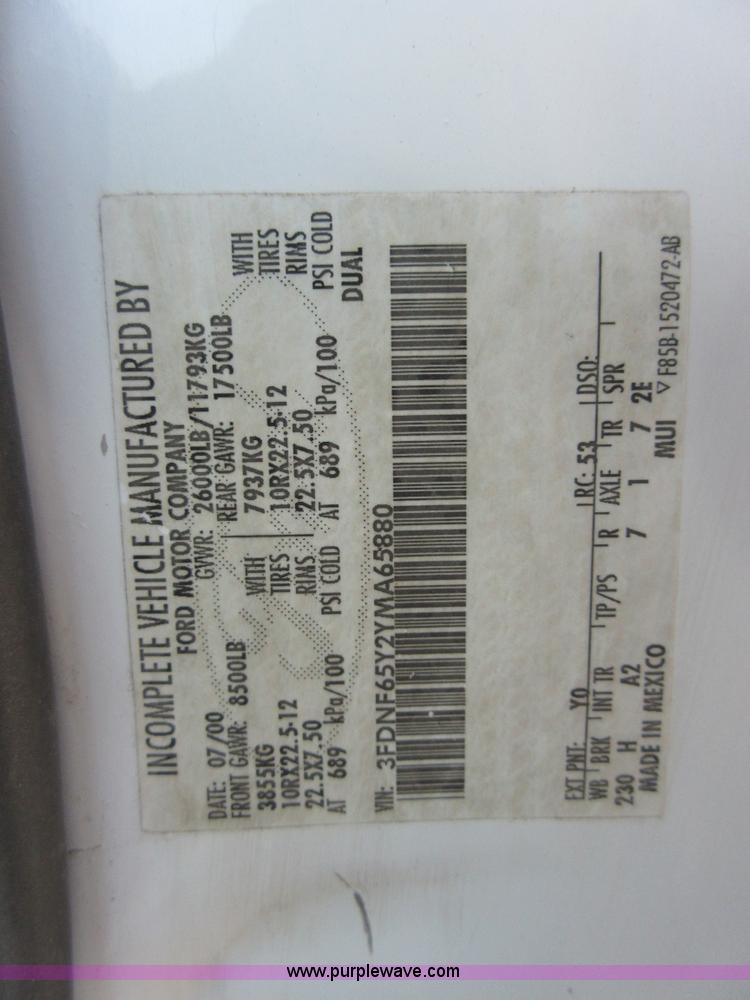 INCOMPLETE VEHICLE MANUFACTURED BY
FORD MOTOR COMPANY
DATE: 07/00 GVWR: 26000LB/11793KG
FRONT GAWR: 8500LB REAR GAWR: 17500LB
3855KG WITH 7937KG WITH
10RX22.5-12 TIRES 10RX22.5-12 TIRES
22.5X7.50 RIMS 22.5X7.50 RIMS
AT 689 kPa/100 PSI COLD AT 689 kPa/100 PSI COLD
DUAL
VIN: 3FDNF65Y2YMA65880
EXT PNT: YO RC: 53 DSO:
WB BRK INT TR TP/PS R AXLE TR SPR
230 H A2 7 1 7 2E
MADE IN MEXICO MUI
▽ F85B-1520472-AB
www.purplewave.com